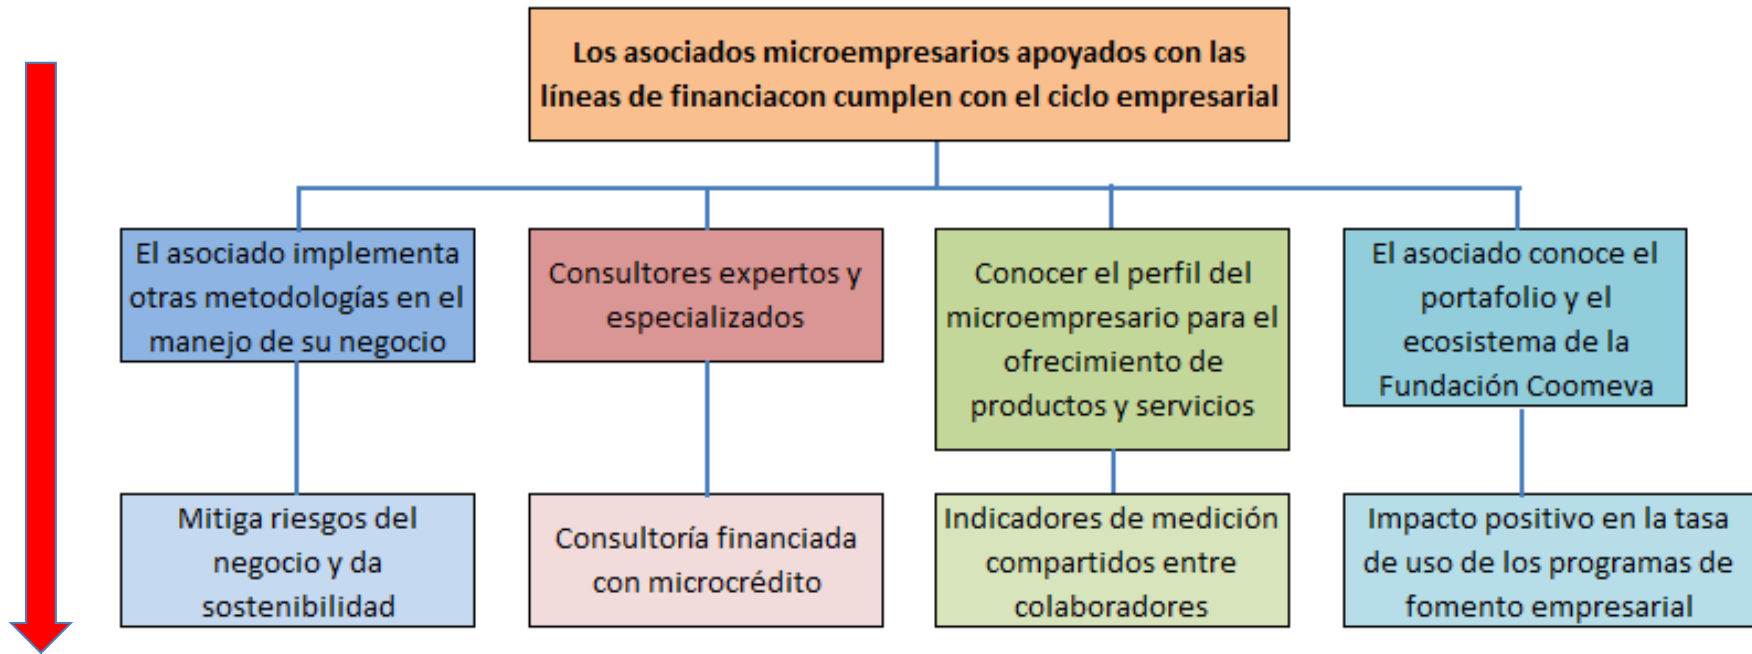 Los asociados microempresarios apoyados con las
líneas de financiacon cumplen con el ciclo empresarial
El asociado implementa
otras metodologías en el
manejo de su negocio
Consultores expertos y
especializados
Conocer el perfil del
microempresario para el
ofrecimiento de
productos y servicios
El asociado conoce el
portafolio y el
ecosistema de la
Fundación Coomeva
Mitiga riesgos del
negocio y da
sostenibilidad
Consultoría financiada
con microcrédito
Indicadores de medición
compartidos entre
colaboradores
Impacto positivo en la tasa
de uso de los programas de
fomento empresarial